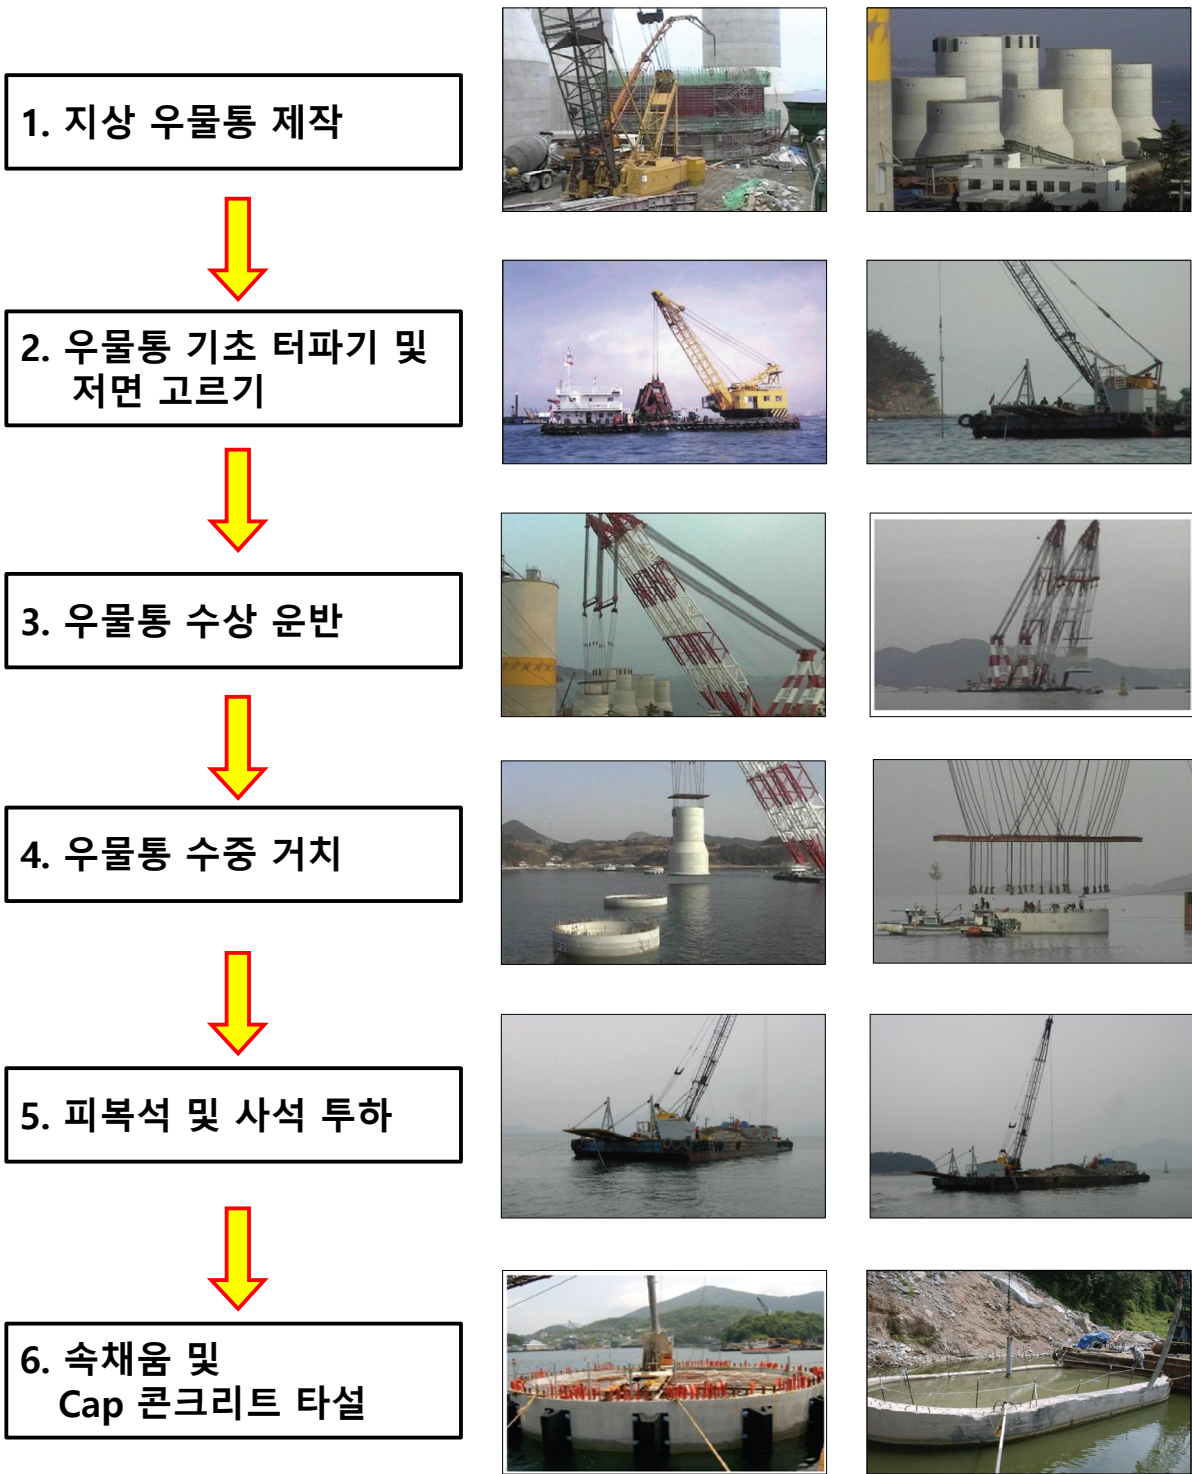 1. 지상 우물통 제작
2. 우물통 기초 터파기 및
저면 고르기
3. 우물통 수상 운반
4. 우물통 수중 거치
5. 피복석 및 사석 투하
6. 속채움 및
Cap 콘크리트 타설